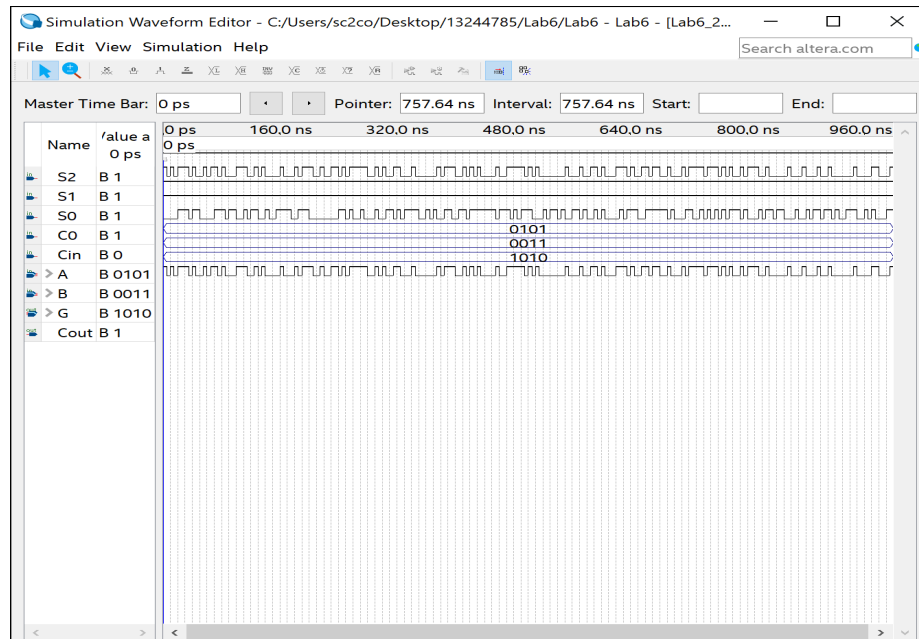 Simulation Waveform Editor - C:/Users/sc2co/Desktop/13244785/Lab6/Lab6 - Lab6 - [Lab6_2...
File Edit View Simulation Help
Search altera.com
Master Time Bar: 0 ps Pointer: 757.64 ns Interval: 757.64 ns Start: End:
Name
0 ps 160.0 ns 320.0 ns 480.0 ns 640.0 ns 800.0 ns 960.0 ns
0 ps
0 ps
S2 B 1
S1 B 1
S0 B 1
C0 B 1
0101
0011
Cin B 0
1010
A B 0101
B B 0011
G B 1010
Cout B 1